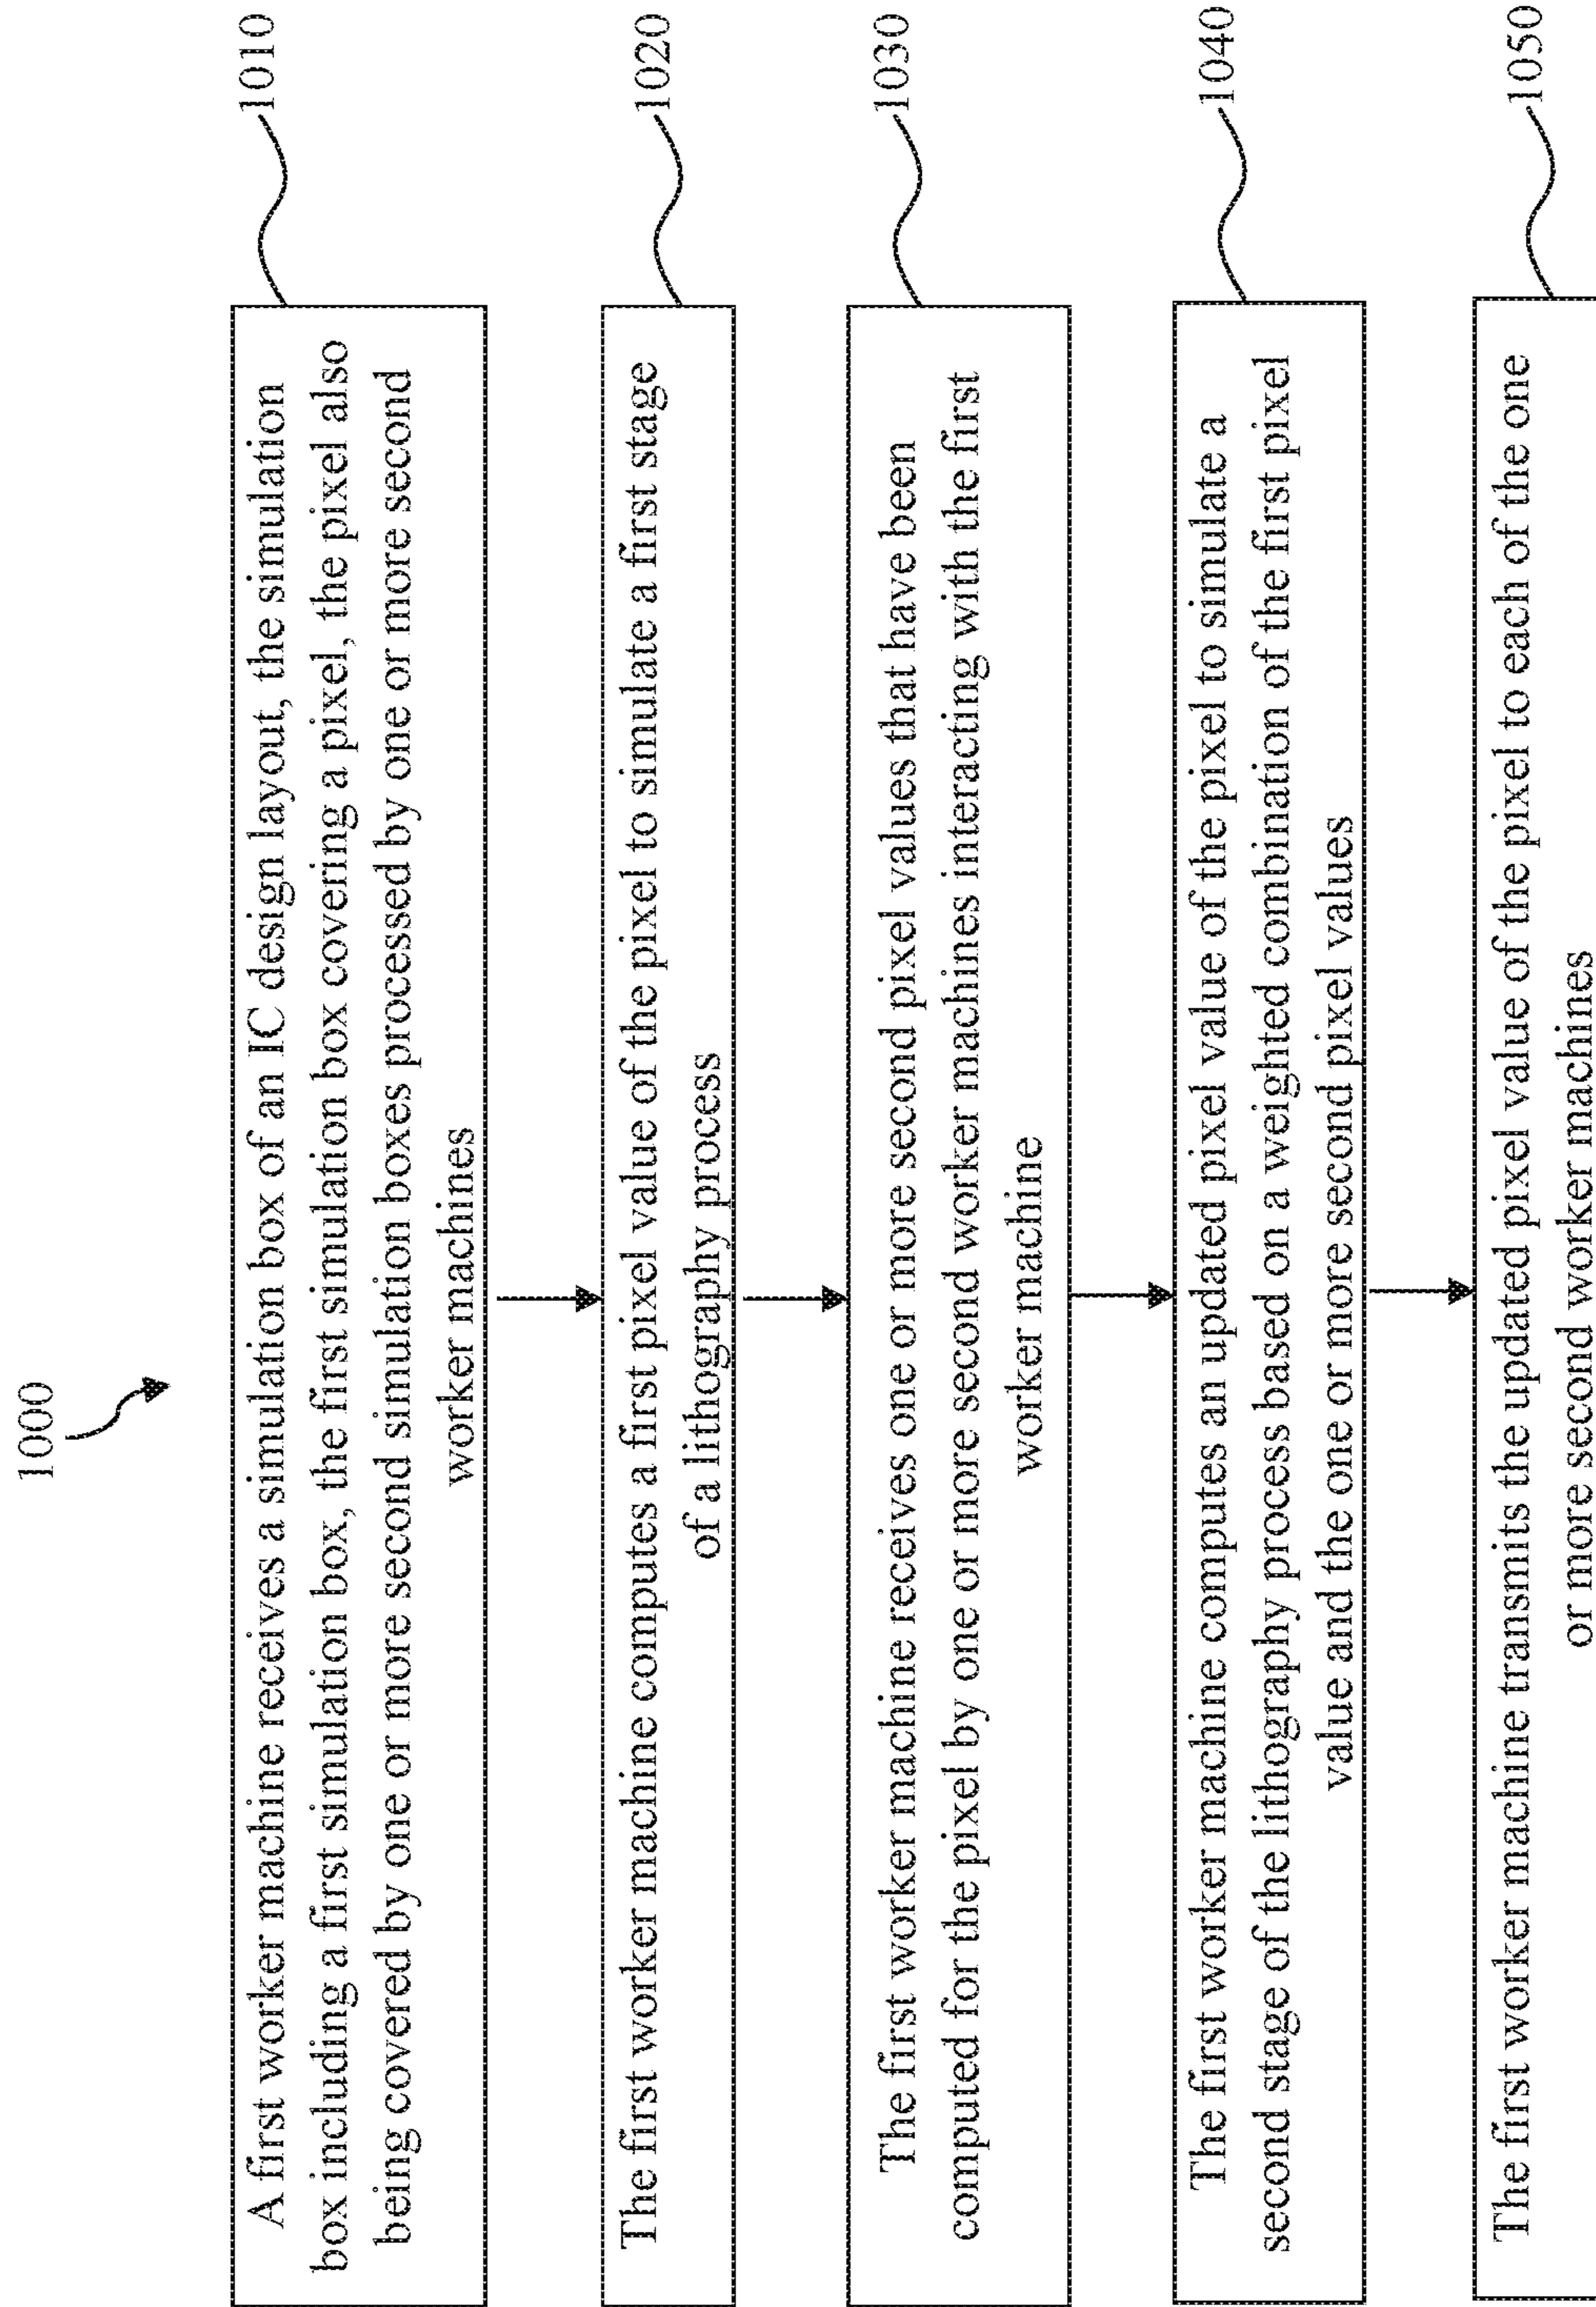 1000
A first worker machine receives a simulation box of an IC design layout, the simulation
box including a first simulation box, the first simulation box covering a pixel, the pixel also
being covered by one or more second simulation boxes processed by one or more second
worker machines
1010
The first worker machine computes a first pixel value of the pixel to simulate a first stage
of a lithography process
1020
The first worker machine receives one or more second pixel values that have been
computed for the pixel by one or more second worker machines interacting with the first
worker machine
1030
The first worker machine computes an updated pixel value of the pixel to simulate a
second stage of the lithography process based on a weighted combination of the first pixel
value and the one or more second pixel values
1040
The first worker machine transmits the updated pixel value of the pixel to each of the one
or more second worker machines
1050